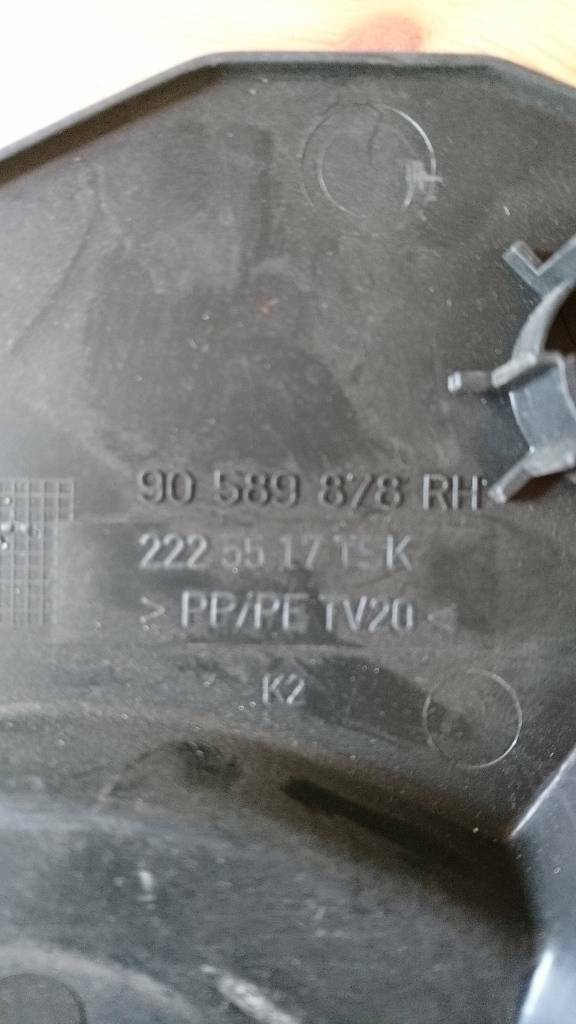 90 589 878 RH
222 55 17 TSK
> PP/PE TV20 <
K2